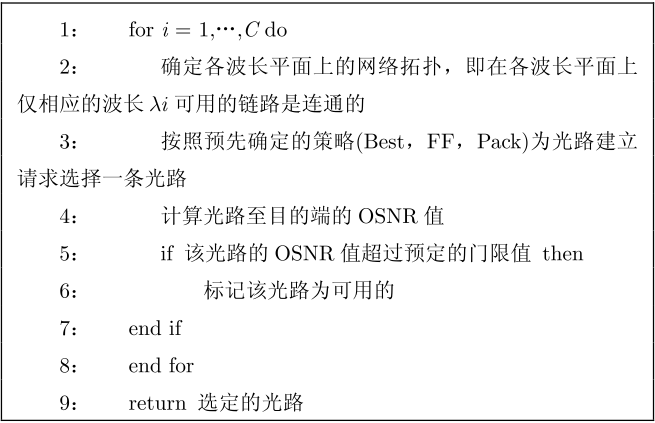 1： for i = 1,⋯,C do
2： 确定各波长平面上的网络拓扑，即在各波长平面上
仅相应的波长 λi 可用的链路是连通的
3： 按照预先确定的策略(Best，FF，Pack)为光路建立
请求选择一条光路
4： 计算光路至目的端的 OSNR 值
5： if 该光路的 OSNR 值超过预定的门限值 then
6： 标记该光路为可用的
7： end if
8： end for
9： return 选定的光路